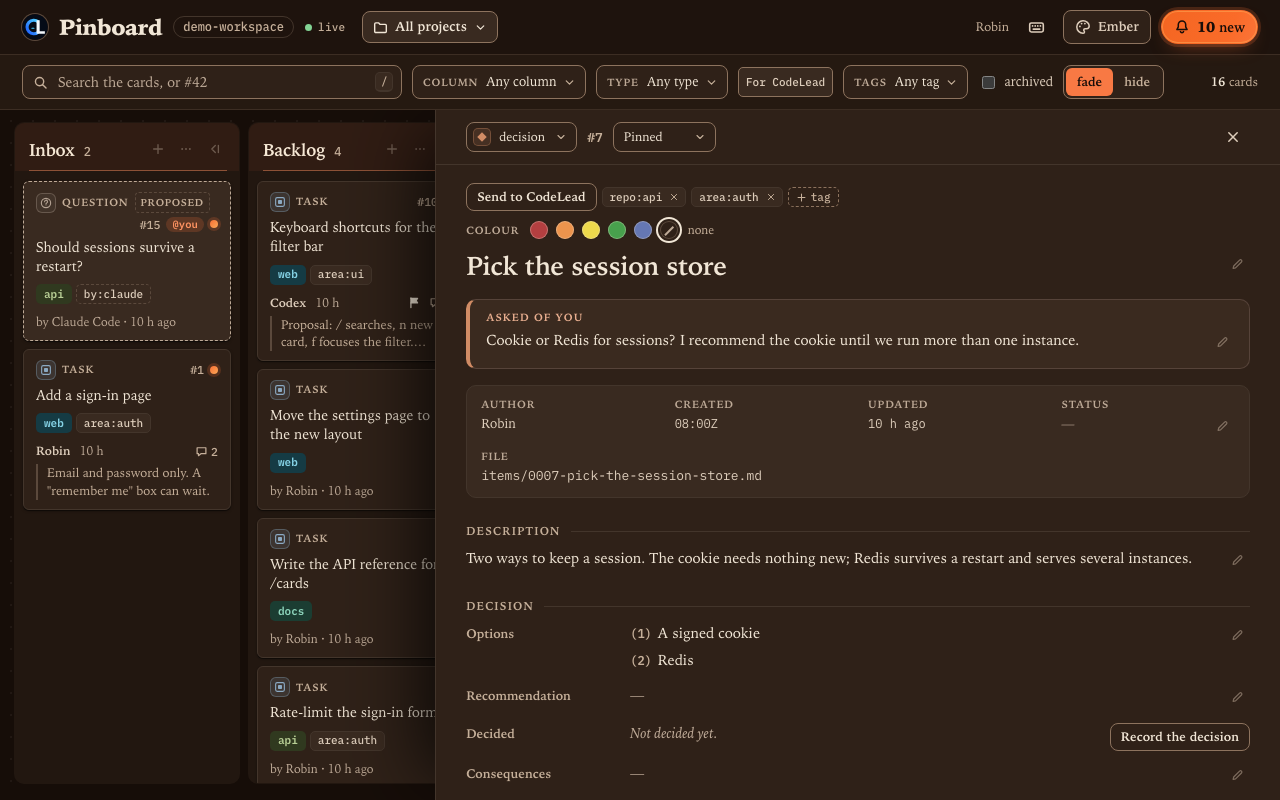 Pinboard
demo-workspace
live
All projects
Robin
Ember
10 new
Search the cards, or #42
/
COLUMN Any column
TYPE Any type
For CodeLead
TAGS Any tag
archived
fade
hide
16 cards
Inbox 2
QUESTION PROPOSED
#15 @you
Should sessions survive a
restart?
api by:claude
by Claude Code · 10 h ago
TASK #1
Add a sign-in page
web area:auth
Robin 10 h 2
Email and password only. A
"remember me" box can wait.
Backlog 4
TASK
Keyboard shortcuts for the
filter bar
web area:ui
Codex 10 h
Proposal: / searches, n new
card, f focuses the filter.…
TASK
Move the settings page to
the new layout
web
by Robin · 10 h ago
TASK
Write the API reference for
/cards
docs
by Robin · 10 h ago
TASK
Rate-limit the sign-in form
api area:auth
by Robin · 10 h ago
decision #7 Pinned
Send to CodeLead repo:api × area:auth × + tag
COLOUR none
Pick the session store
ASKED OF YOU
Cookie or Redis for sessions? I recommend the cookie until we run more than one instance.
AUTHOR CREATED UPDATED STATUS
Robin 08:00Z 10 h ago —
FILE
items/0007-pick-the-session-store.md
DESCRIPTION
Two ways to keep a session. The cookie needs nothing new; Redis survives a restart and serves several instances.
DECISION
Options (1) A signed cookie
(2) Redis
Recommendation —
Decided Not decided yet. Record the decision
Consequences —